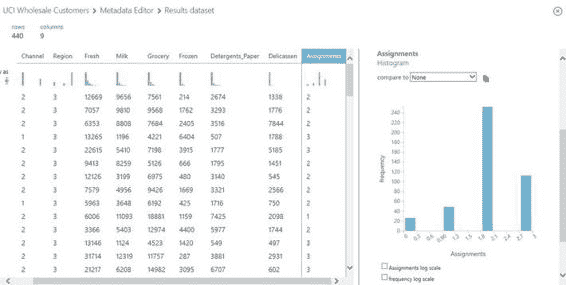 UCI Wholesale Customers > Metadata Editor > Results dataset
rows columns
440 9
Channel Region Fresh Milk Grocery Frozen Detergents_Paper Delicassen Assignments
y as
2 3 12669 9656 7561 214 2674 1338 2
2 3 7057 9810 9568 1762 3293 1776 2
2 3 6353 8808 7684 2405 3516 7844 2
1 3 13265 1196 4221 6404 507 1788 3
2 3 22615 5410 7198 3915 1777 5185 3
2 3 9413 8259 5126 666 1795 1451 2
2 3 12126 3199 6975 480 3140 545 2
2 3 7579 4956 9426 1669 3321 2566 2
1 3 5963 3648 6192 425 1716 750 2
2 3 6006 11093 18881 1159 7425 2098 1
2 3 3366 5403 12974 4400 5977 1744 2
2 3 13146 1124 4523 1420 549 497 3
2 3 31714 12319 11757 287 3881 2931 3
2 3 21217 6208 14982 3095 6707 602 3
Assignments
Histogram
compare to None
frequency
240
220
200
180
160
140
120
100
80
60
40
20
0
0 0.3 0.6 0.90 1.2 1.5 1.8 2.1 2.4 2.7 3
Assignments
Assignments log scale
frequency log scale